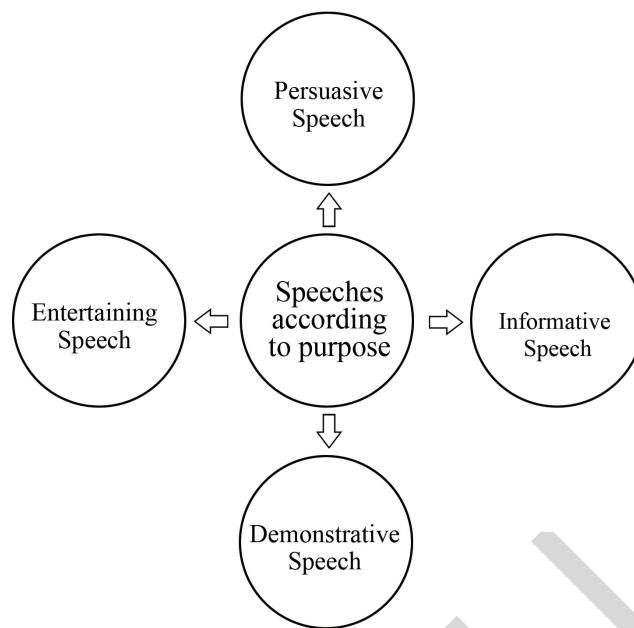 Persuasive
Speech
Entertaining
Speech
Speeches
according
to purpose
Informative
Speech
Demonstrative
Speech